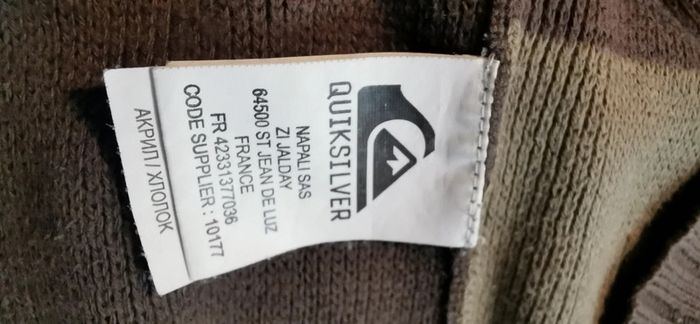 QUIKSILVER
NAPALI SAS
ZI JALDAY
64500 ST JEAN DE LUZ
FRANCE
FR 42331377036
CODE SUPPLIER : 10177
АКРИЛ / ХЛОПОК